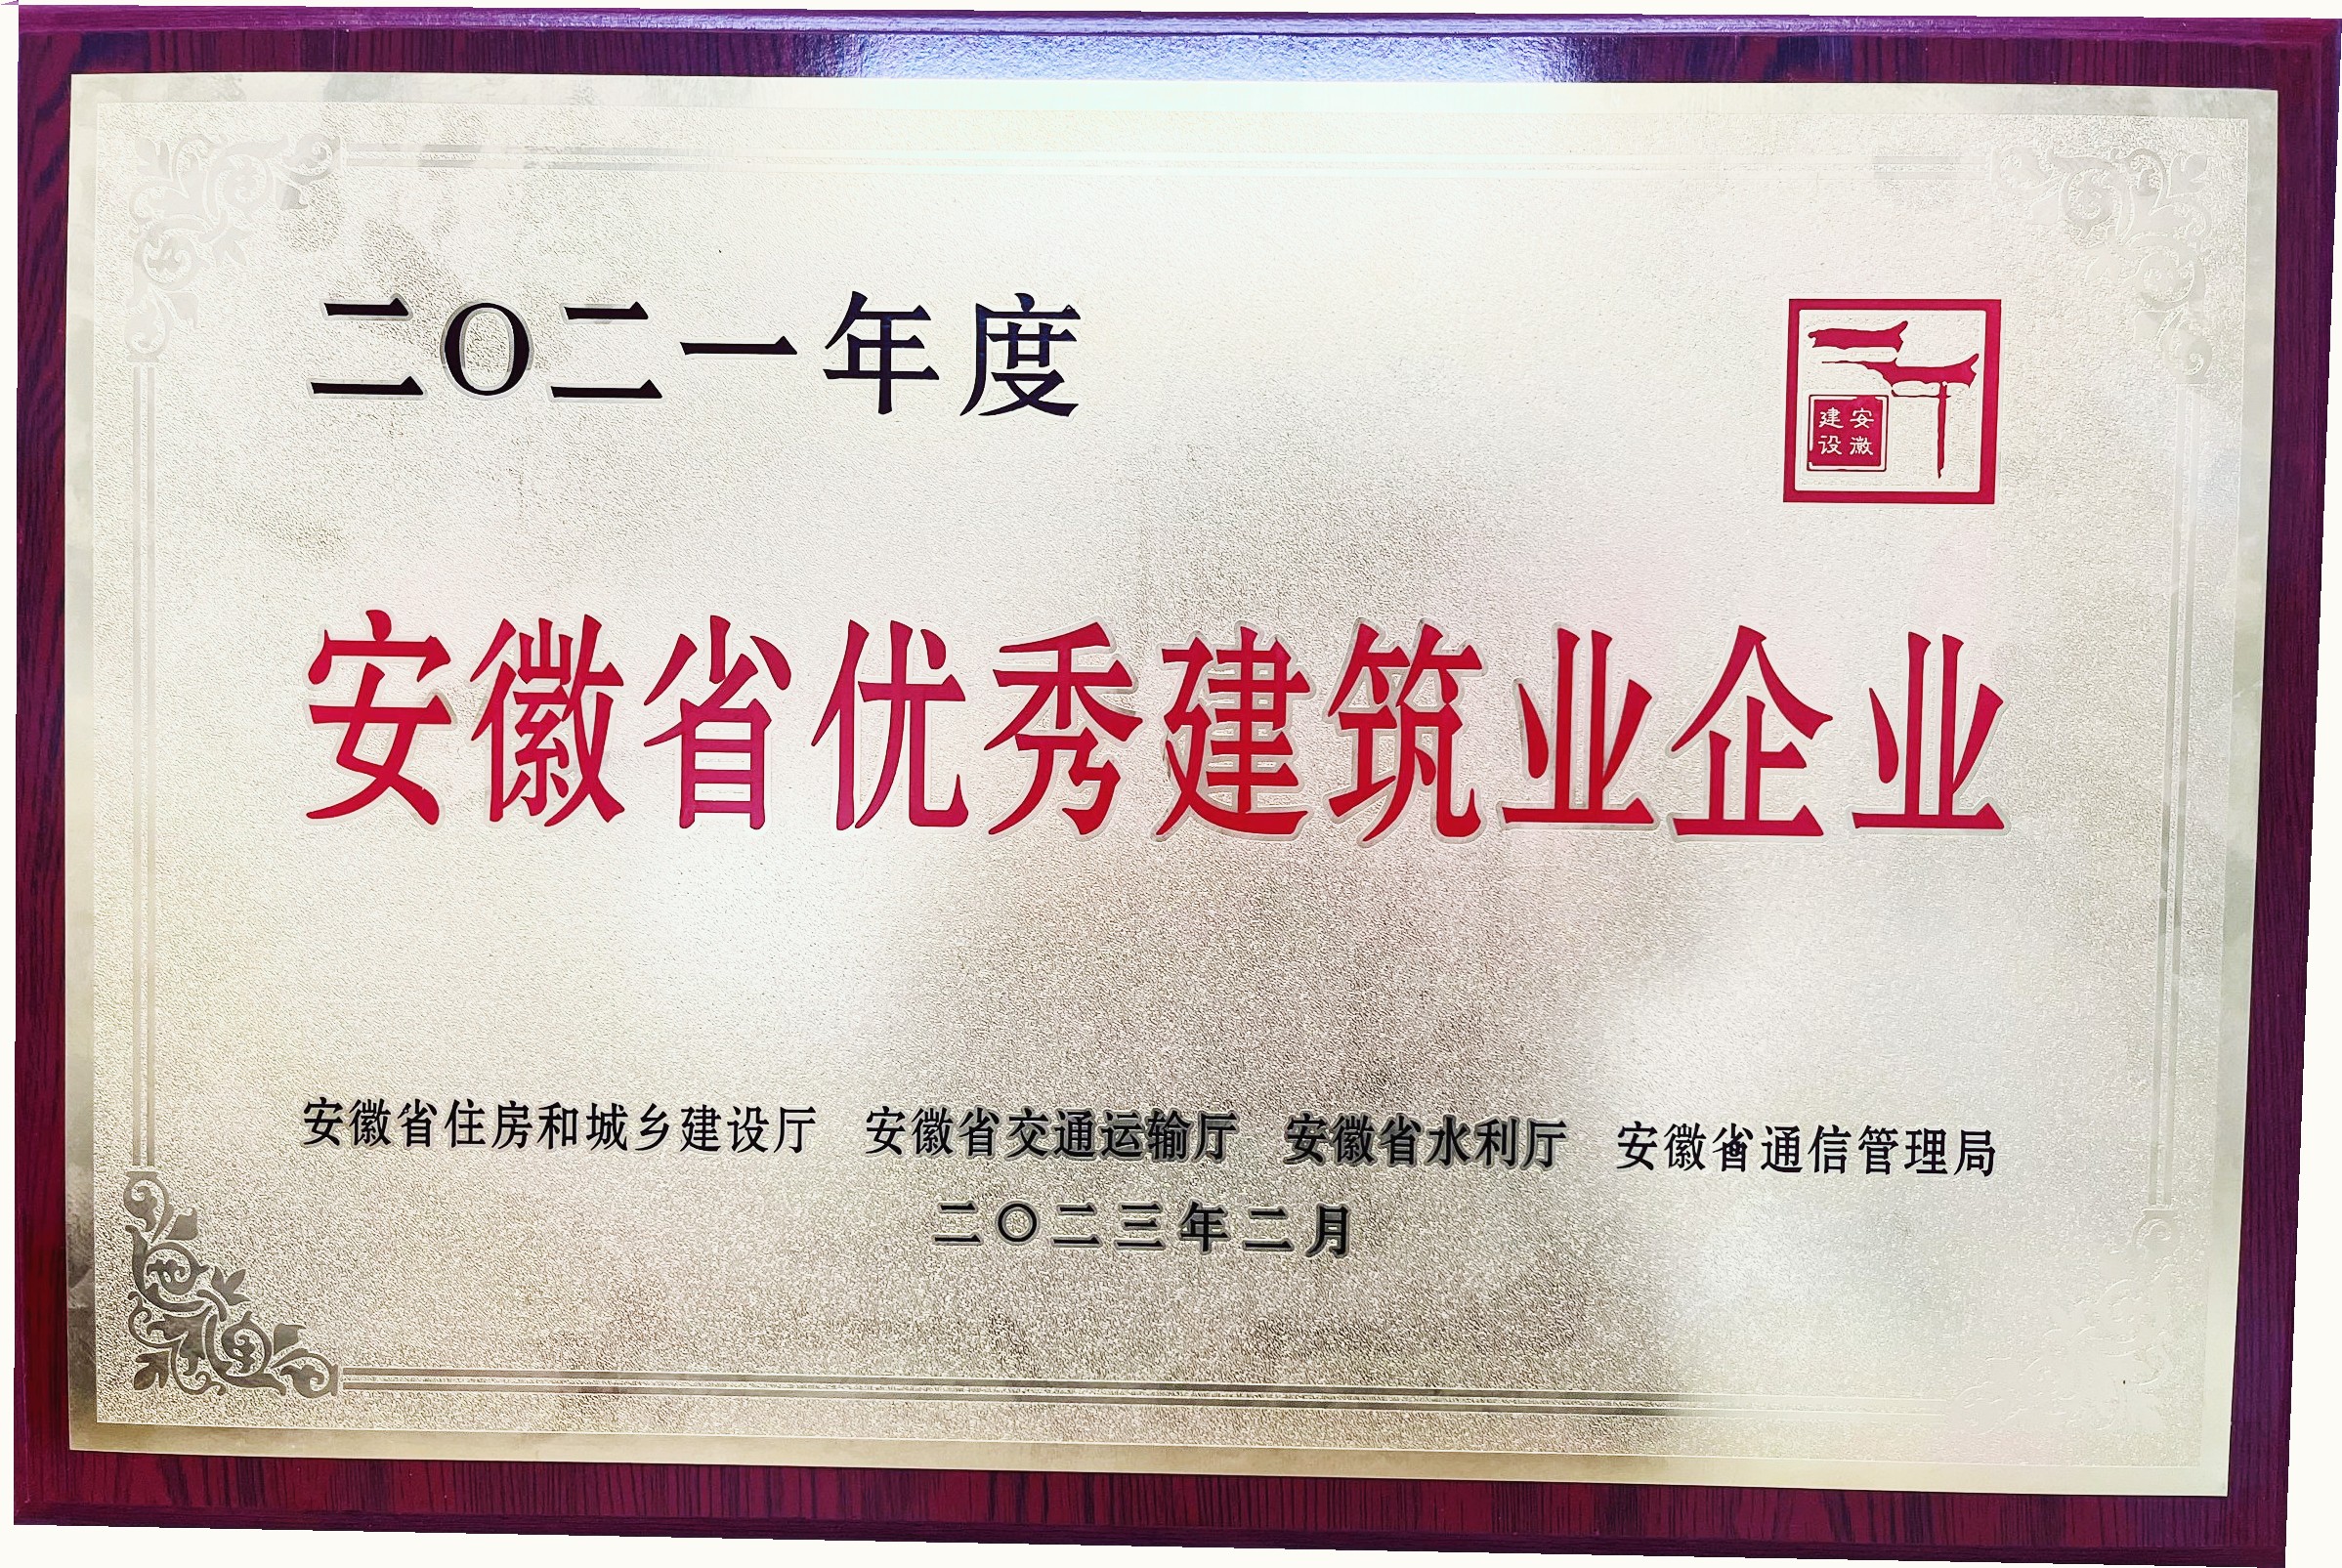 二〇二一年度
安徽
建设
安徽省优秀建筑业企业
安徽省住房和城乡建设厅 安徽省交通运输厅 安徽省水利厅 安徽省通信管理局
二〇二三年二月